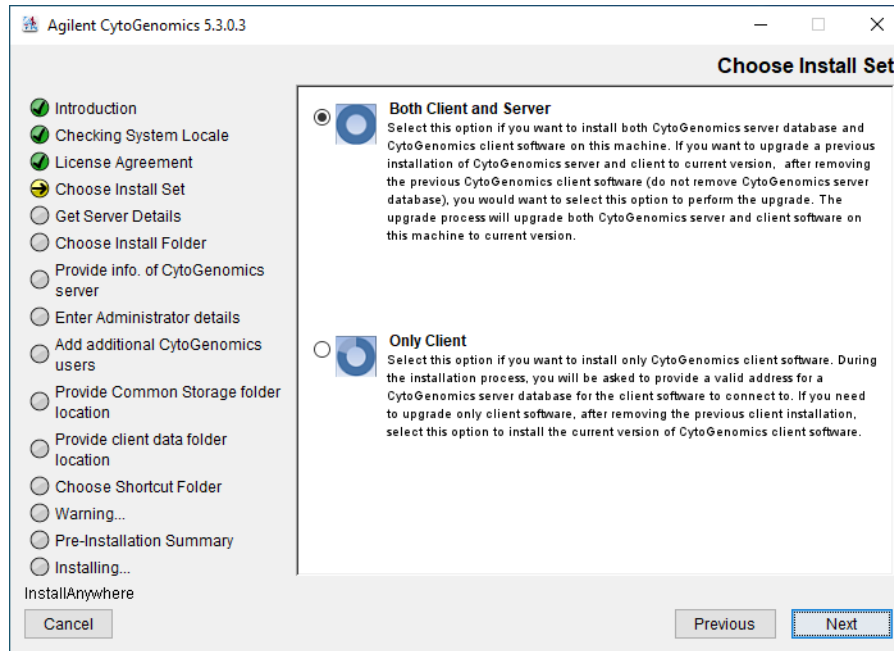 Agilent CytoGenomics 5.3.0.3
Choose Install Set
Introduction
Checking System Locale
License Agreement
Choose Install Set
Get Server Details
Choose Install Folder
Provide info. of CytoGenomics
server
Enter Administrator details
Add additional CytoGenomics
users
Provide Common Storage folder
location
Provide client data folder
location
Choose Shortcut Folder
Warning...
Pre-Installation Summary
Installing...
Both Client and Server
Select this option if you want to install both CytoGenomics server database and
CytoGenomics client software on this machine. If you want to upgrade a previous
installation of CytoGenomics server and client to current version, after removing
the previous CytoGenomics client software (do not remove CytoGenomics server
database), you would want to select this option to perform the upgrade. The
upgrade process will upgrade both CytoGenomics server and client software on
this machine to current version.
Only Client
Select this option if you want to install only CytoGenomics client software. During
the installation process, you will be asked to provide a valid address for a
CytoGenomics server database for the client software to connect to. If you need
to upgrade only client software, after removing the previous client installation,
select this option to install the current version of CytoGenomics client software.
InstallAnywhere
Cancel
Previous
Next